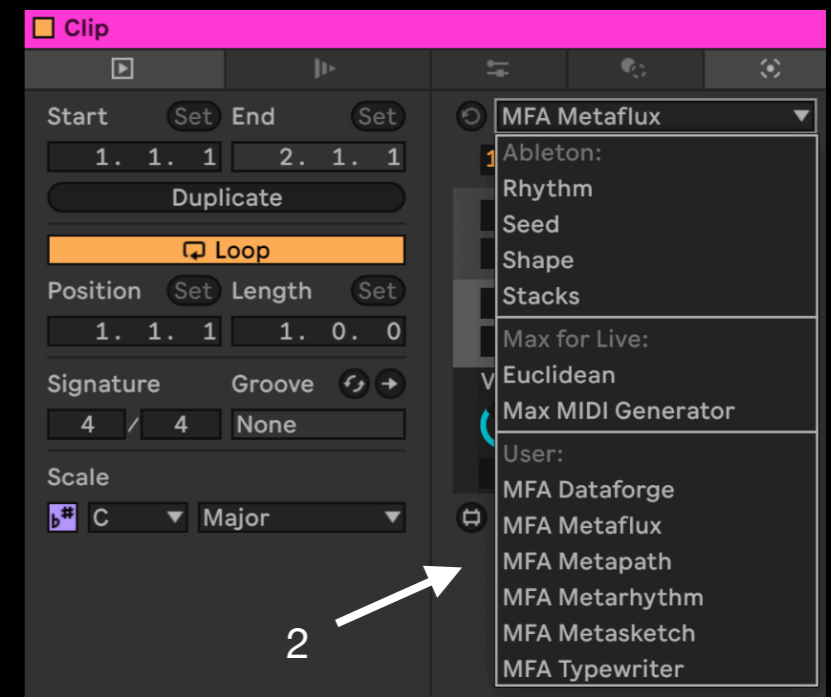 Clip
Start Set End Set
1. 1. 1 2. 1. 1
Duplicate
Loop
Position Set Length Set
1. 1. 1 1. 0. 0
Signature Groove
4 / 4 None
Scale
b# C Major
MFA Metaflux
1
Ableton:
Rhythm
Seed
Shape
Stacks
Max for Live:
V
Euclidean
Max MIDI Generator
User:
MFA Dataforge
MFA Metaflux
MFA Metapath
MFA Metarhythm
MFA Metasketch
MFA Typewriter
2